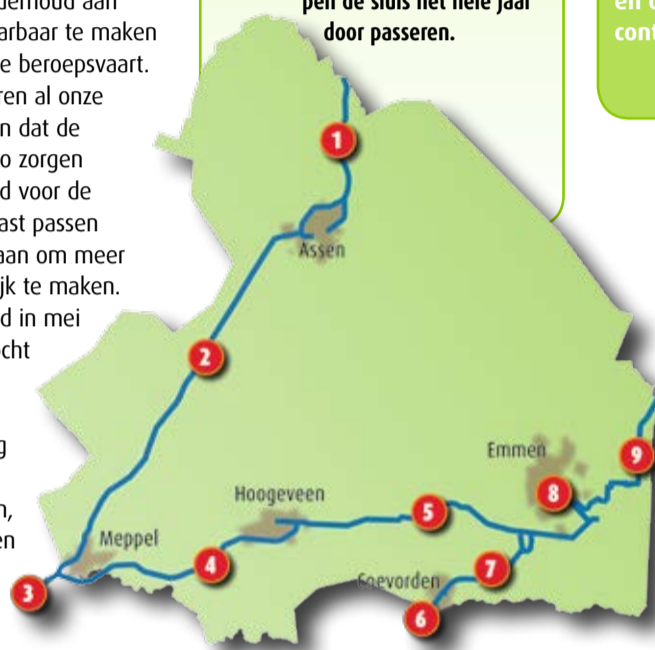 derhoud aan
arbaar te maken
e beroepsvaart.
ren al onze
n dat de
o zorgen
d voor de
ast passen
aan om meer
jk te maken.
d in mei
cht
g
n,
en
pen de sluis het hele jaar
door passeren.
en
cont
1
Assen
2
Emmen
9
8
Hoogeveen
5
Meppel
4
7
3
Coevorden
6